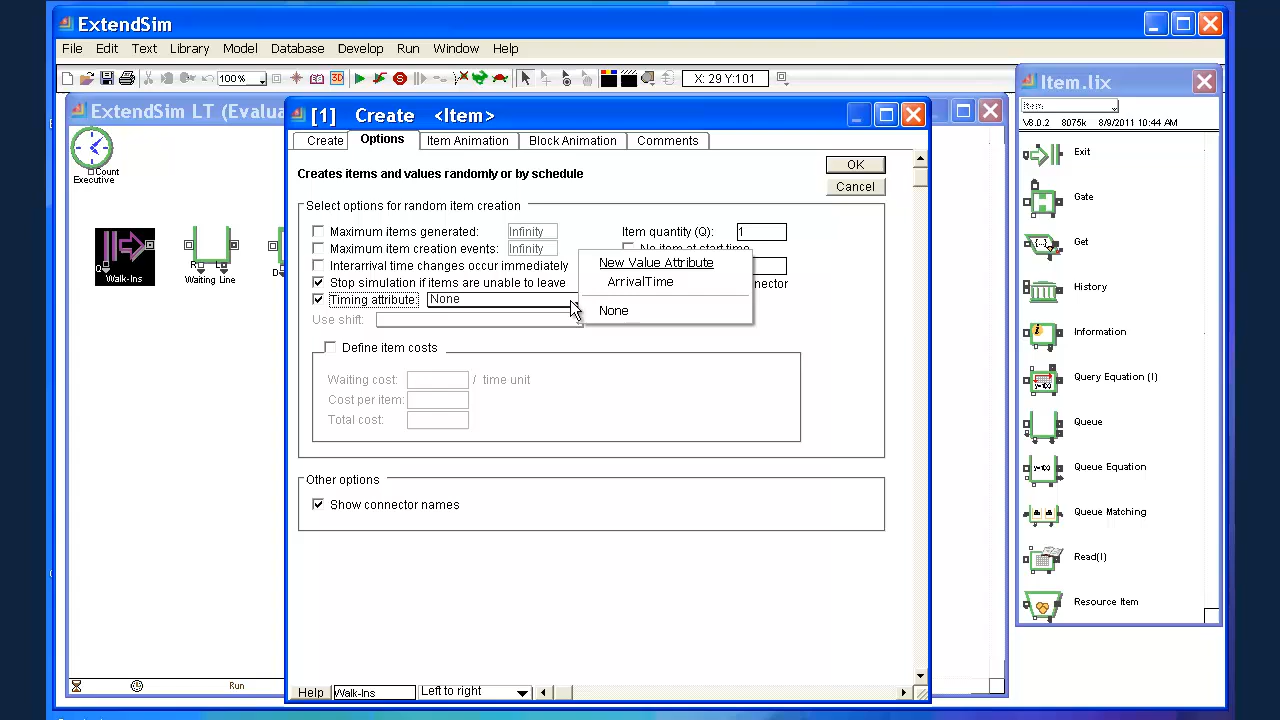 ExtendSim
File Edit Text Library Model Database Develop Run Window Help
100%
3D
X: 29 Y:101
ExtendSim LT (Evalua
Count
Executive
Q
Walk-Ins
R L
Waiting Line
D
Run
[1] Create <Item>
Create Options Item Animation Block Animation Comments
Creates items and values randomly or by schedule
OK
Cancel
Select options for random item creation
Maximum items generated: Infinity Item quantity (Q): 1
Maximum item creation events: Infinity No item at start time
Interarrival time changes occur immediately
Stop simulation if items are unable to leave
Timing attribute: None
Use shift:
New Value Attribute
ArrivalTime
None
Define item costs
Waiting cost: / time unit
Cost per item:
Total cost:
Other options
Show connector names
Help Walk-Ins Left to right
Item.lix
Item
V8.0.2 8075k 8/9/2011 10:44 AM
Exit
Gate
Get
History
Information
Query Equation (I)
Queue
Queue Equation
Queue Matching
Read(I)
Resource Item